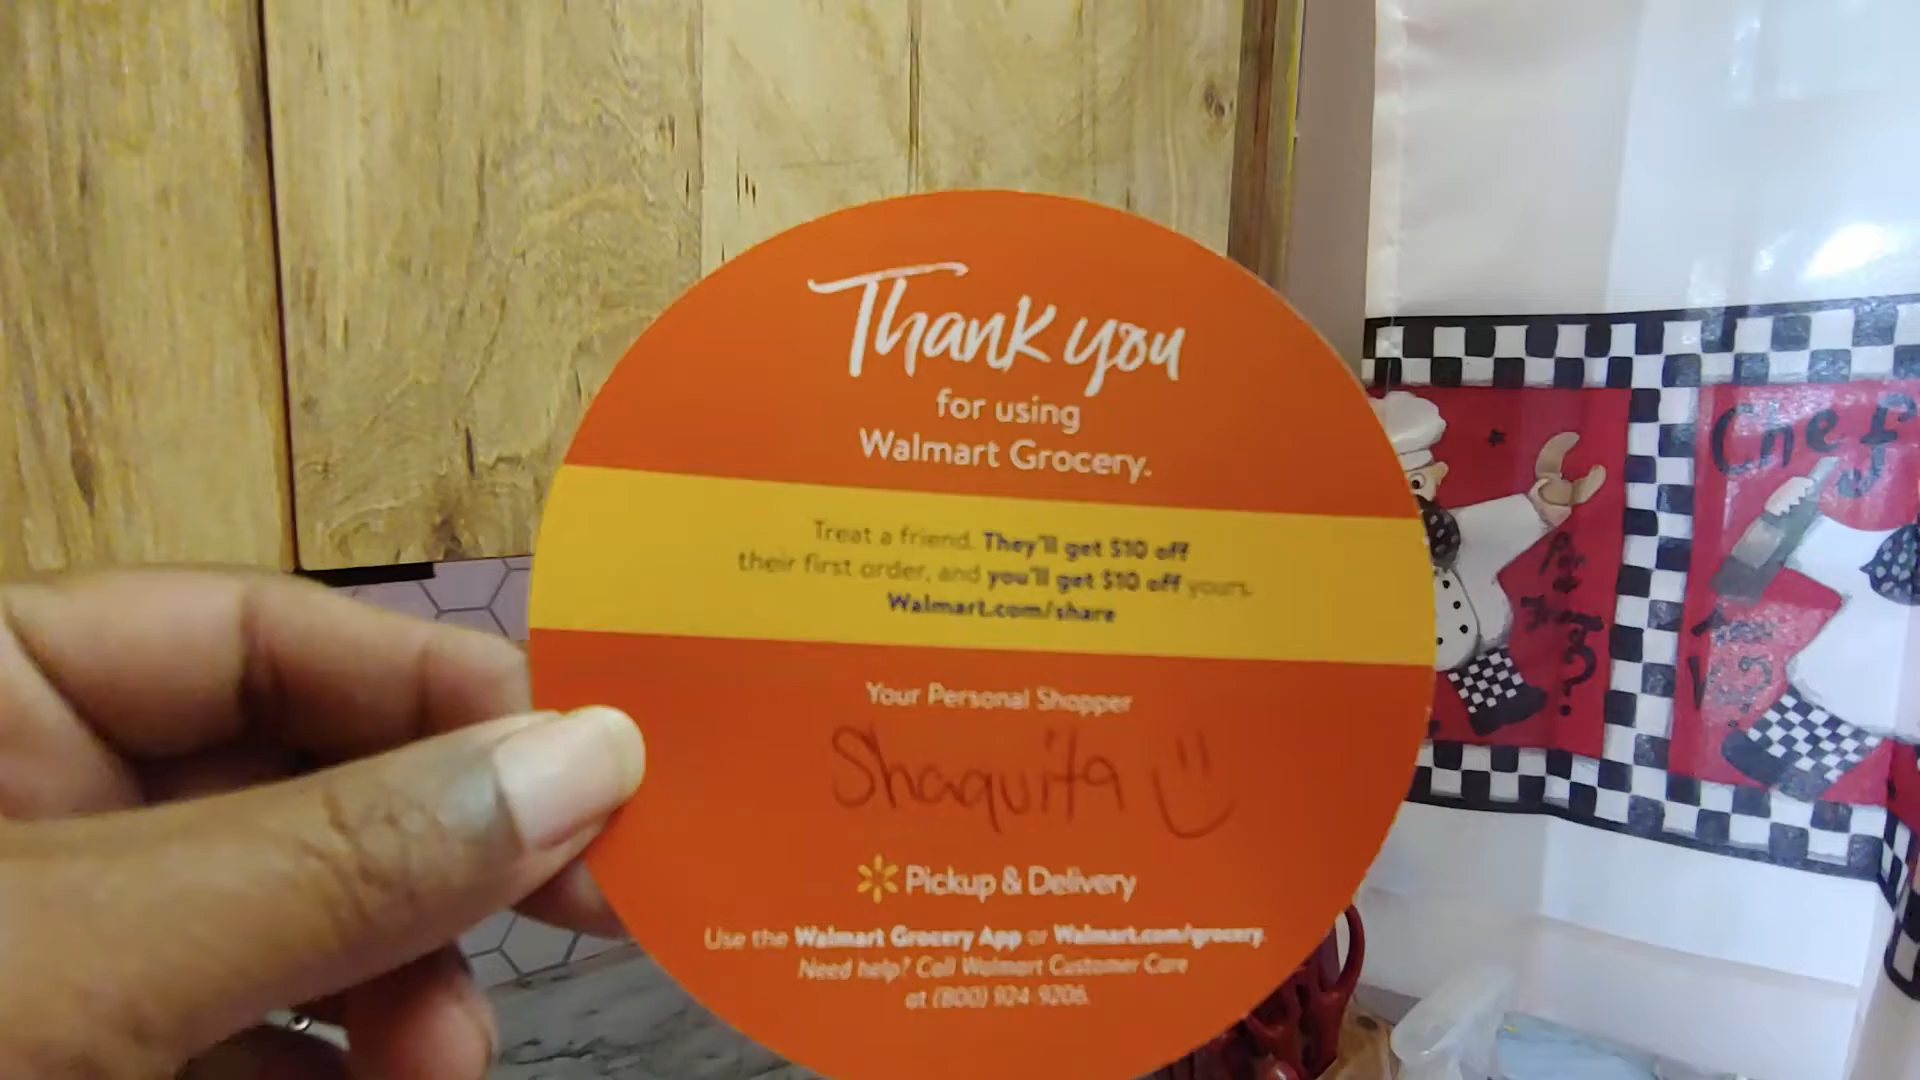 Thank you
for using
Walmart Grocery.
Treat a friend. They'll get $10 off
their first order, and you'll get $10 off yours.
Walmart.com/share
Your Personal Shopper
Shaquita
Pickup & Delivery
Use the Walmart Grocery App or Walmart.com/grocery.
Need help? Call Walmart Customer Care
at (800) 924-9206.
Chef